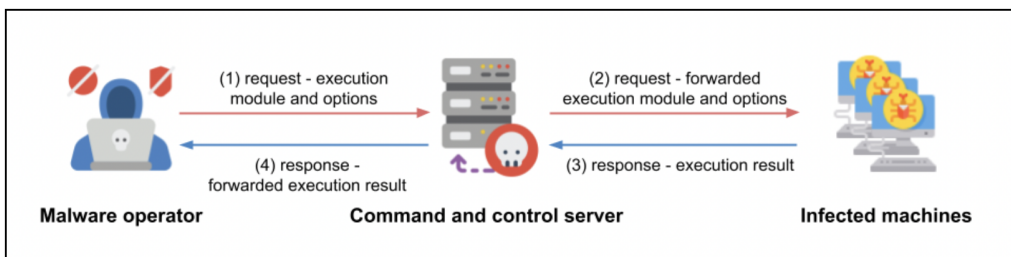 (1) request - execution
module and options
(2) request - forwarded
execution module and options
(4) response -
forwarded execution result
(3) response - execution result
Malware operator
Command and control server
Infected machines